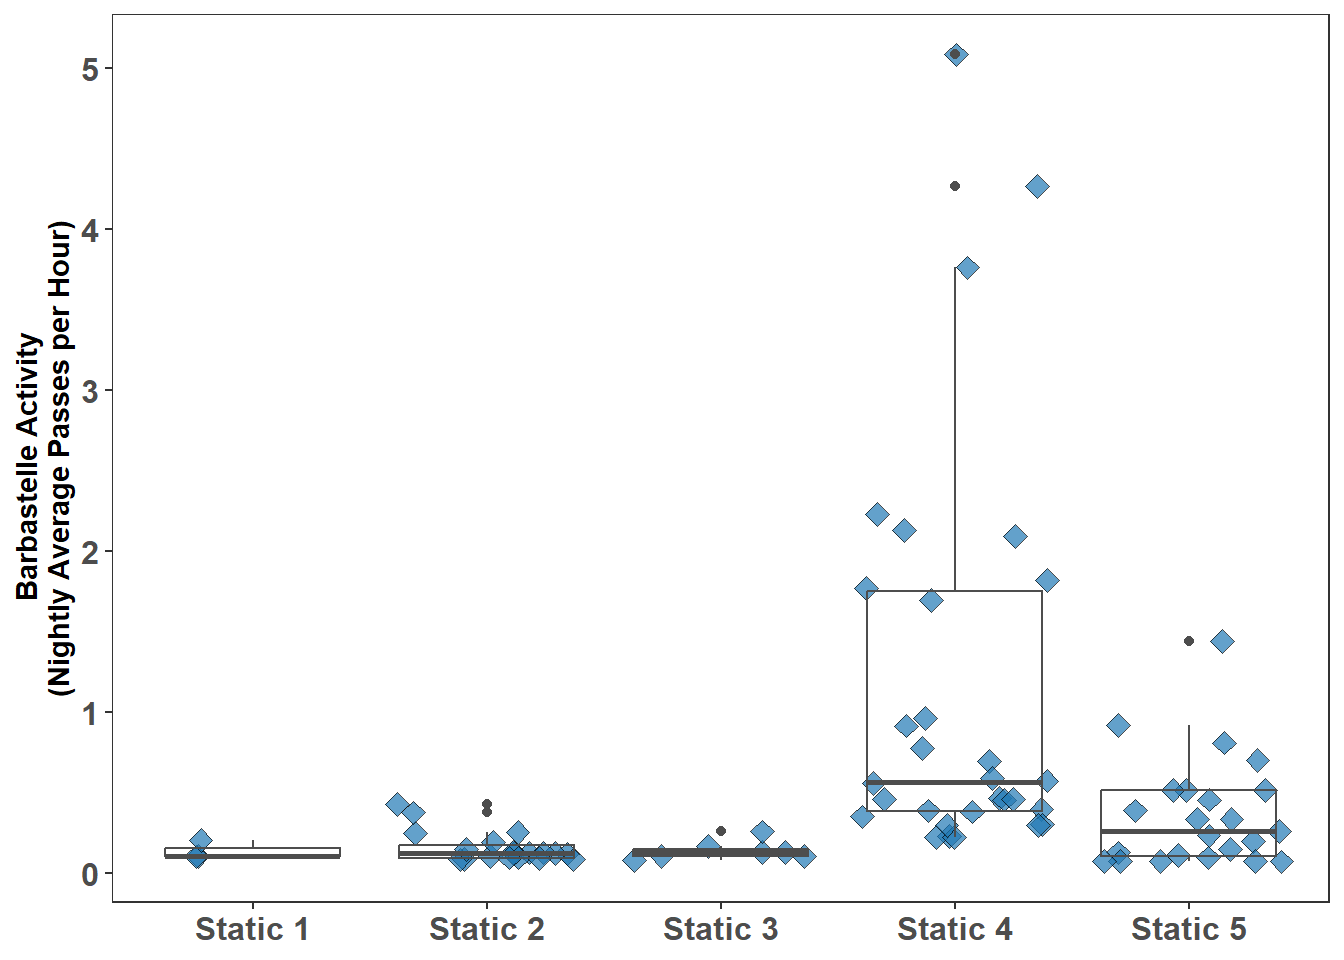 Barbastelle Activity
(Nightly Average Passes per Hour)
5
4
3
2
1
0
Static 1
Static 2
Static 3
Static 4
Static 5